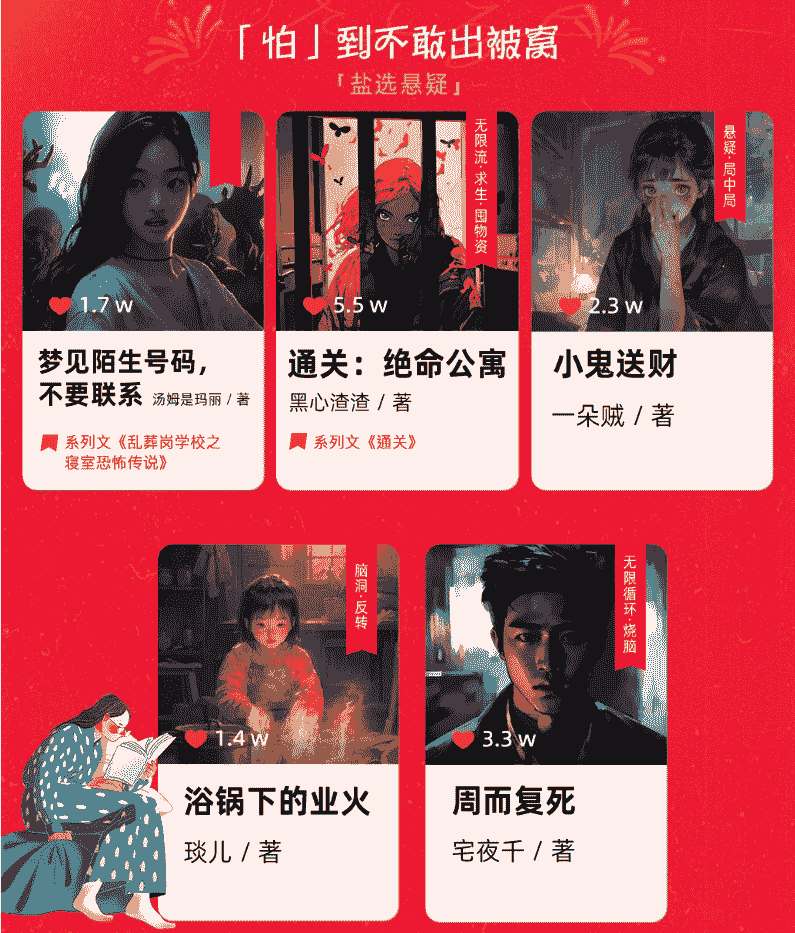 「怕」到不敢出被窝
「盐选悬疑」
1.7 w
梦见陌生号码，
不要联系 汤姆是玛丽 / 著
系列文《乱葬岗学校之
寝室恐怖传说》
无限流·求生·囤物资
5.5 w
通关：绝命公寓
黑心渣渣 / 著
系列文《通关》
悬疑·局中局
2.3 w
小鬼送财
一朵贼 / 著
脑洞·反转
1.4 w
浴锅下的业火
琰儿 / 著
无限循环·烧脑
3.3 w
周而复死
宅夜千 / 著